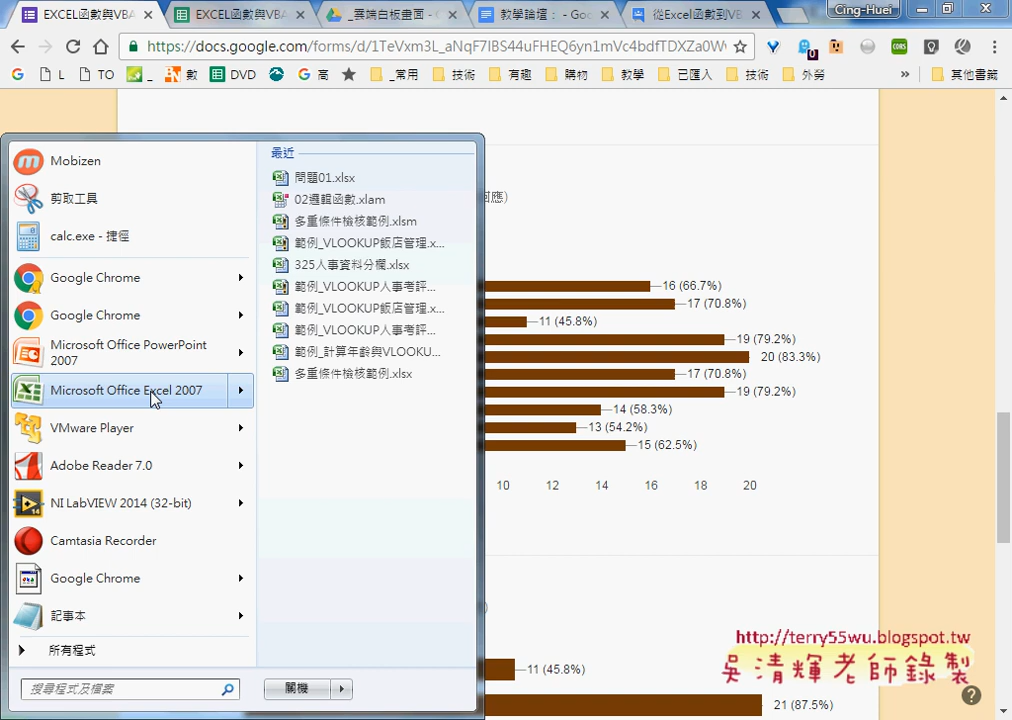 EXCEL函數與VBA
EXCEL函數與VBA
_雲端白板畫面 - G
教學論壇： - Goo
從Excel函數到VB
Cing-Huei
https://docs.google.com/forms/d/1TeVxm3L_aNqF7IBS44uFHEQ6yn1mVc4bdfTDXZa0W
G L TO _ 數 DVD G 高 _常用 技術 有趣 購物 教學 已匯入 技術 外勞 » 其他書籤
Mobizen
剪取工具
calc.exe - 捷徑
Google Chrome
Google Chrome
Microsoft Office PowerPoint
2007
Microsoft Office Excel 2007
VMware Player
Adobe Reader 7.0
NI LabVIEW 2014 (32-bit)
Camtasia Recorder
Google Chrome
記事本
所有程式
搜尋程式及檔案
關機
最近
問題01.xlsx
02邏輯函數.xlam
多重條件檢核範例.xlsm
範例_VLOOKUP飯店管理.x...
325人事資料分欄.xlsx
範例_VLOOKUP人事考評...
範例_VLOOKUP飯店管理.x...
範例_VLOOKUP人事考評...
範例_計算年齡與VLOOKU...
多重條件檢核範例.xlsx
回應)
16 (66.7%)
17 (70.8%)
11 (45.8%)
19 (79.2%)
20 (83.3%)
17 (70.8%)
19 (79.2%)
14 (58.3%)
13 (54.2%)
15 (62.5%)
10 12 14 16 18 20
11 (45.8%)
21 (87.5%)
http://terry55wu.blogspot.tw
吳清輝老師錄製